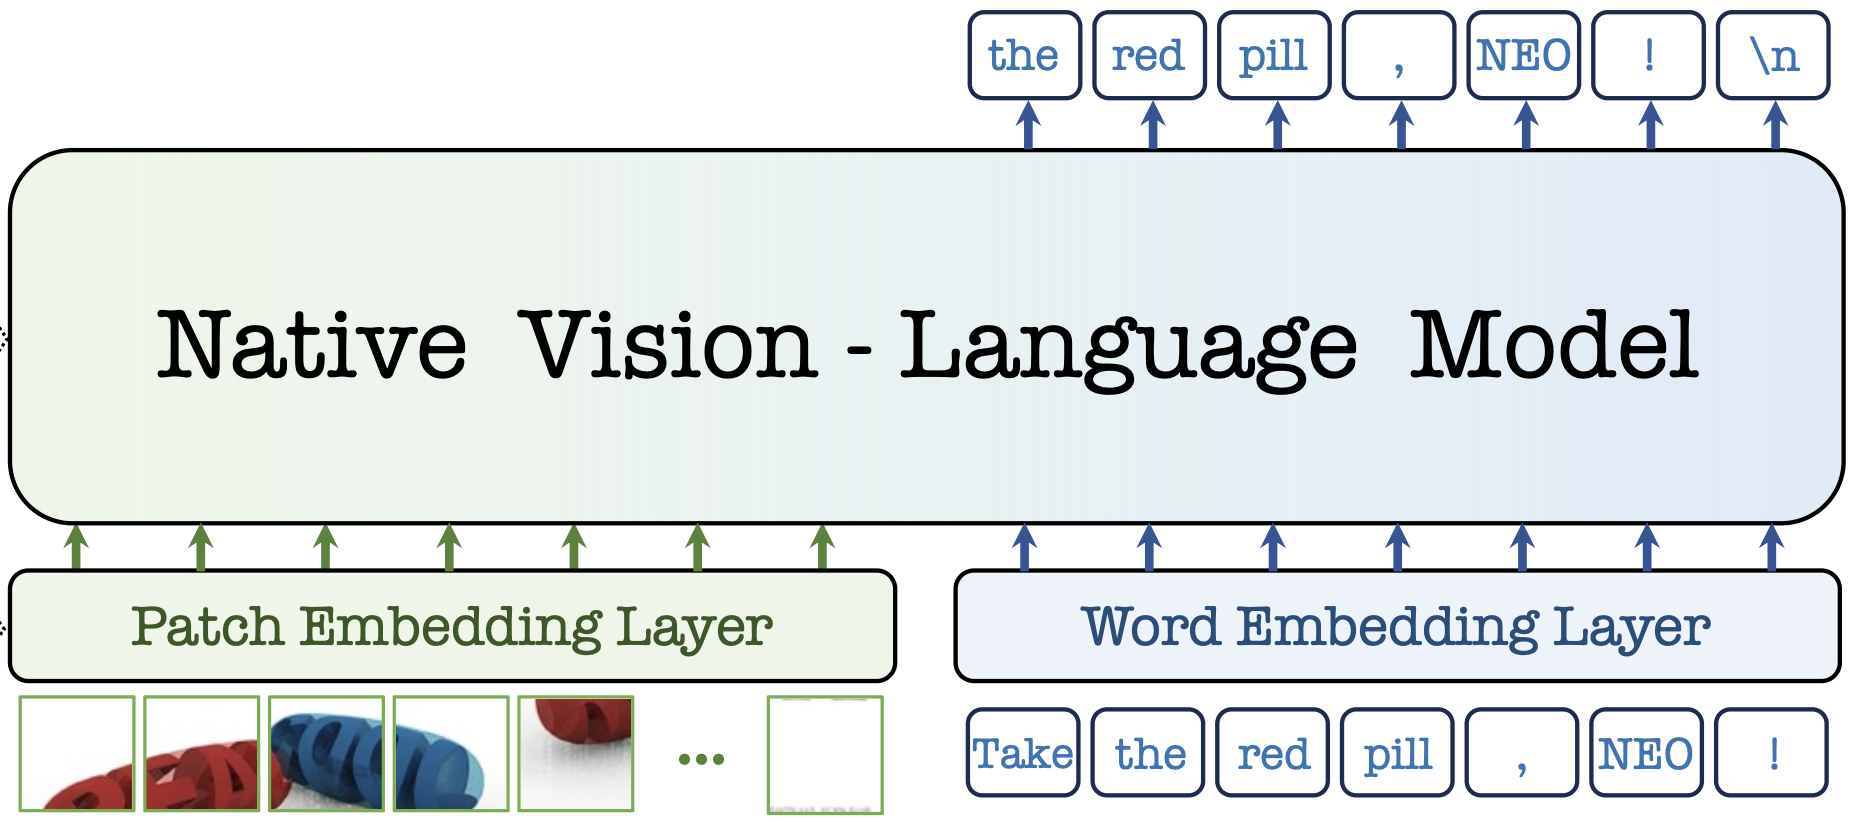 the red pill , NEO ! \n
Native Vision - Language Model
Patch Embedding Layer
Word Embedding Layer
...
Take the red pill , NEO !